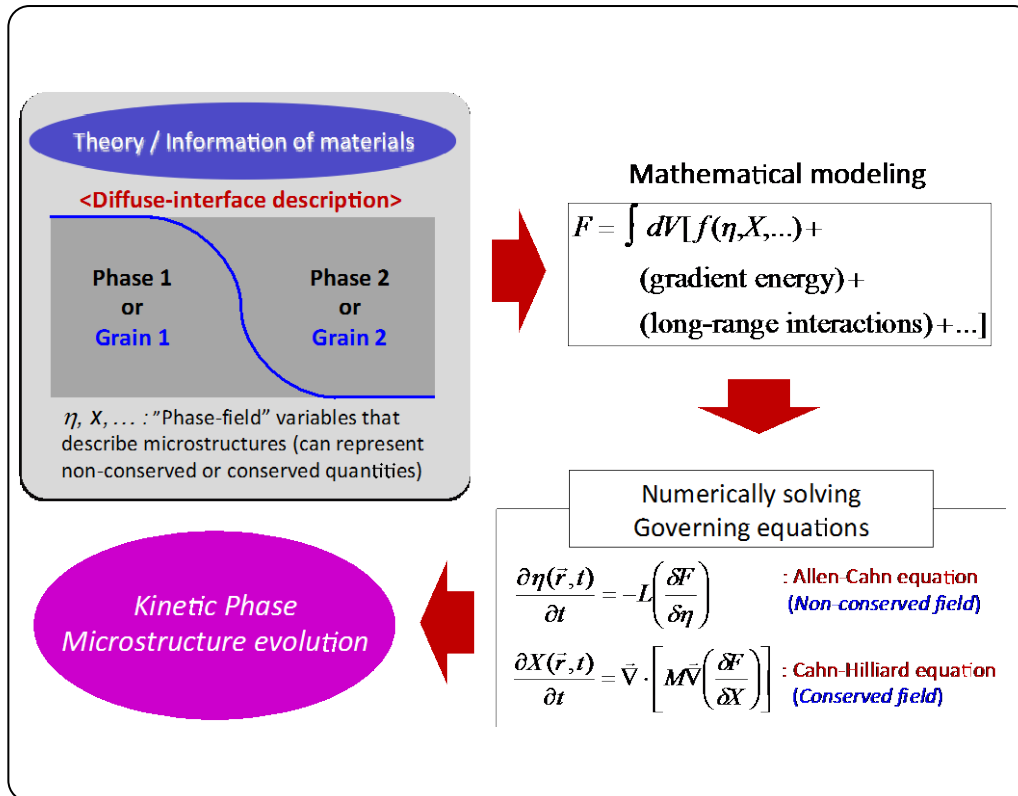 Theory / Information of materials
<Diffuse-interface description>
Phase 1
or
Grain 1
Phase 2
or
Grain 2
η, X, … : ”Phase-field” variables that
describe microstructures (can represent
non-conserved or conserved quantities)
Mathematical modeling
F = ∫ dV[f(η,X,...) +
(gradient energy) +
(long-range interactions) + ...]
Numerically solving
Governing equations
∂η(r⃗,t)/∂t = −L(δF/δη)
: Allen-Cahn equation
(Non-conserved field)
∂X(r⃗,t)/∂t = ∇⃗ · [M∇⃗(δF/δX)]
: Cahn-Hilliard equation
(Conserved field)
Kinetic Phase
Microstructure evolution